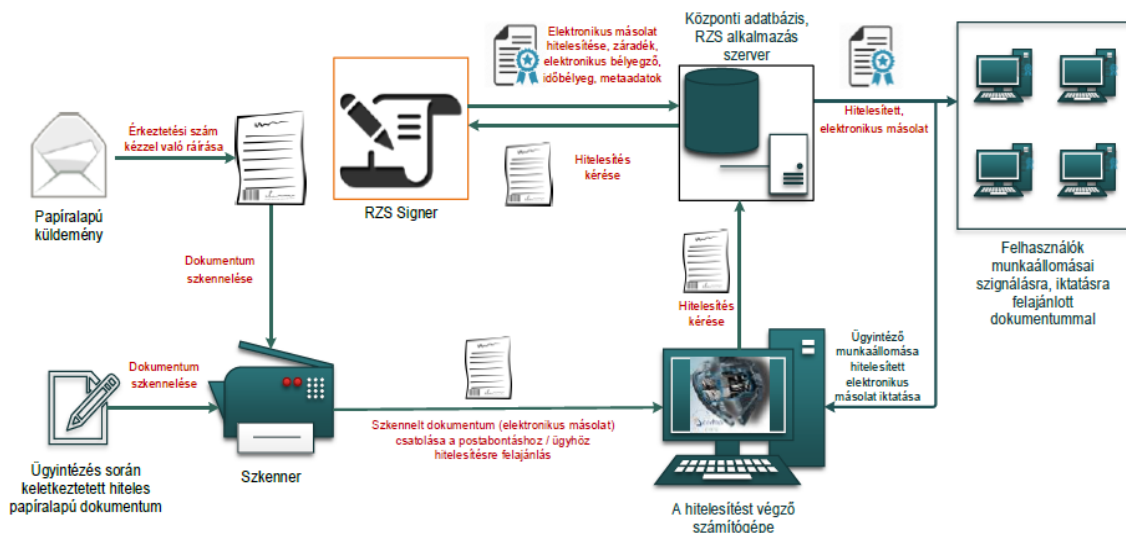 Elektronikus másolat
hitelesítése, záradék,
elektronikus bélyegző,
időbélyeg, metaadatok
Központi adatbázis,
RZS alkalmazás
szerver
Érkeztetési szám
kézzel való ráírása
Hitelesített,
elektronikus másolat
Hitelesítés
kérése
Papíralapú
küldemény
RZS Signer
Felhasználók
munkaállomásai
szignálásra, iktatásra
felajánlott
dokumentummal
Dokumentum
szkennelése
Hitelesítés
kérése
Dokumentum
szkennelése
Ügyintéző
munkaállomása
hitelesített
elektronikus
másolat iktatása
Szkennelt dokumentum (elektronikus másolat)
csatolása a postabontáshoz / ügyhöz
hitelesítésre felajánlás
Ügyintézés során
keletkeztetett hiteles
papíralapú dokumentum
Szkenner
A hitelesítést végző
számítógépe